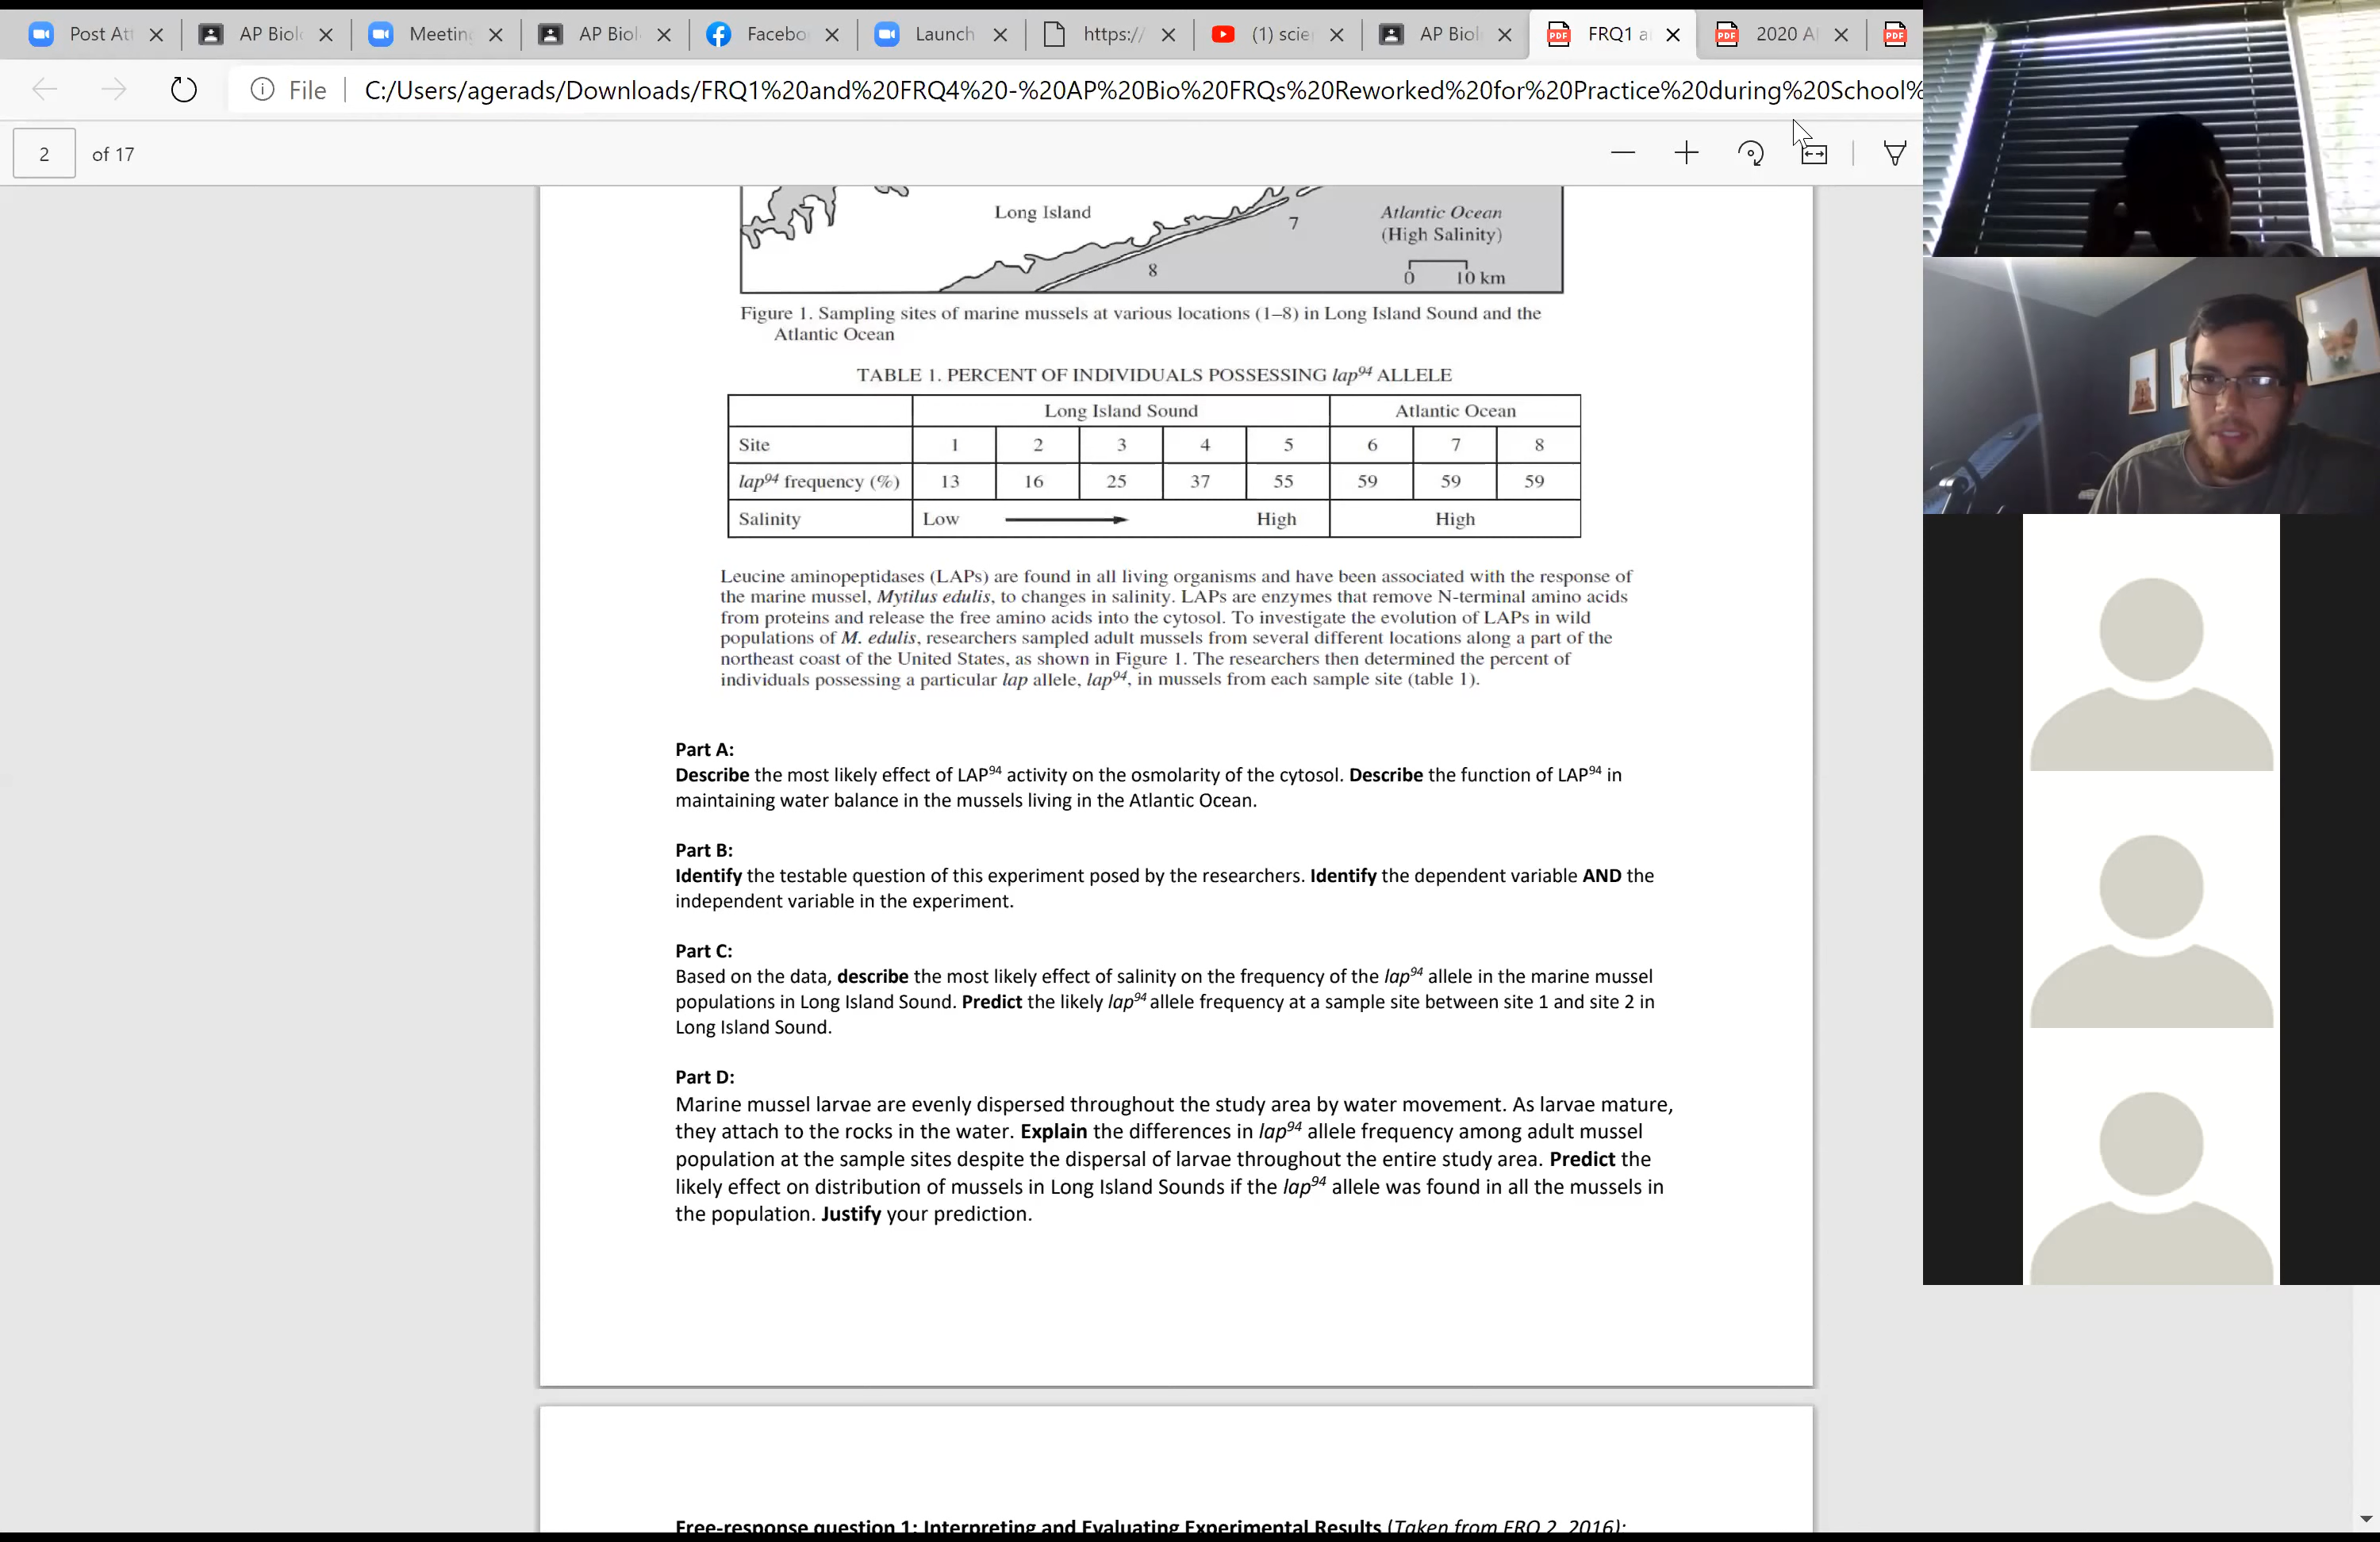 Post Att
AP Biolo
Meeting
AP Biol
Facebo
Launch
https://
(1) scie
AP Biol
FRQ1 a
2020 A
File
C:/Users/agerads/Downloads/FRQ1%20and%20FRQ4%20-%20AP%20Bio%20FRQs%20Reworked%20for%20Practice%20during%20School%
2 of 17
Long Island
7
Atlantic Ocean
(High Salinity)
8
0 10 km
Figure 1. Sampling sites of marine mussels at various locations (1–8) in Long Island Sound and the
Atlantic Ocean
TABLE 1. PERCENT OF INDIVIDUALS POSSESSING lap⁹⁴ ALLELE
Long Island Sound Atlantic Ocean
Site 1 2 3 4 5 6 7 8
lap⁹⁴ frequency (%) 13 16 25 37 55 59 59 59
Salinity Low High High
Leucine aminopeptidases (LAPs) are found in all living organisms and have been associated with the response of
the marine mussel, Mytilus edulis, to changes in salinity. LAPs are enzymes that remove N-terminal amino acids
from proteins and release the free amino acids into the cytosol. To investigate the evolution of LAPs in wild
populations of M. edulis, researchers sampled adult mussels from several different locations along a part of the
northeast coast of the United States, as shown in Figure 1. The researchers then determined the percent of
individuals possessing a particular lap allele, lap⁹⁴, in mussels from each sample site (table 1).
Part A:
Describe the most likely effect of LAP⁹⁴ activity on the osmolarity of the cytosol. Describe the function of LAP⁹⁴ in
maintaining water balance in the mussels living in the Atlantic Ocean.
Part B:
Identify the testable question of this experiment posed by the researchers. Identify the dependent variable AND the
independent variable in the experiment.
Part C:
Based on the data, describe the most likely effect of salinity on the frequency of the lap⁹⁴ allele in the marine mussel
populations in Long Island Sound. Predict the likely lap⁹⁴ allele frequency at a sample site between site 1 and site 2 in
Long Island Sound.
Part D:
Marine mussel larvae are evenly dispersed throughout the study area by water movement. As larvae mature,
they attach to the rocks in the water. Explain the differences in lap⁹⁴ allele frequency among adult mussel
population at the sample sites despite the dispersal of larvae throughout the entire study area. Predict the
likely effect on distribution of mussels in Long Island Sounds if the lap⁹⁴ allele was found in all the mussels in
the population. Justify your prediction.
Free-response question 1: Interpreting and Evaluating Experimental Results (Taken from FRQ 2, 2016):